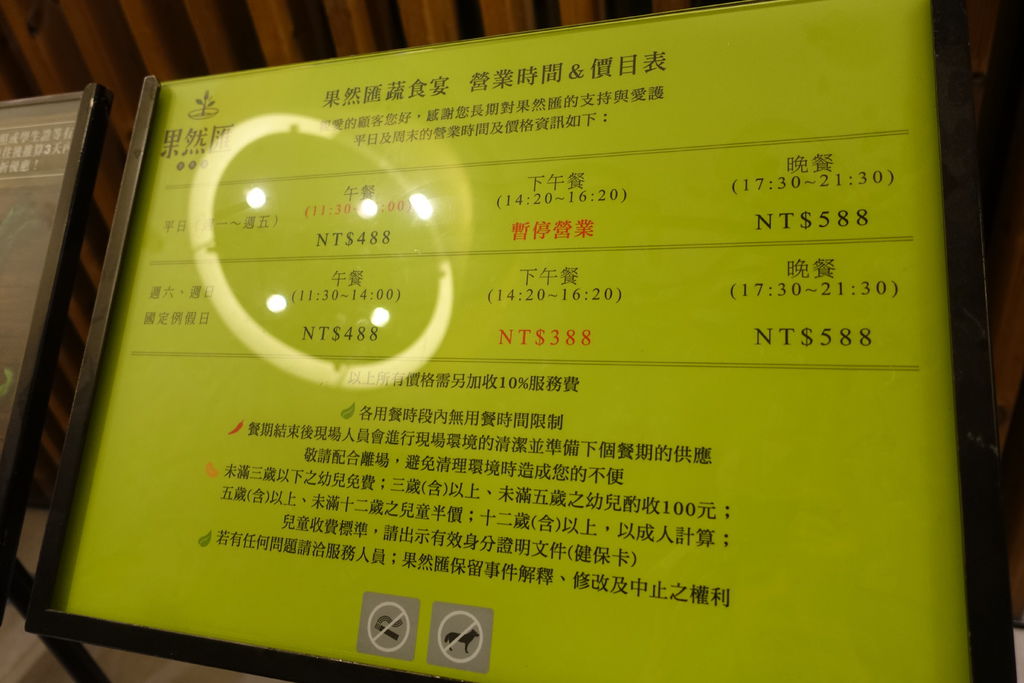 果然匯蔬食宴 營業時間&價目表
果然匯
愛的顧客您好，感謝您長期對果然匯的支持與愛護
平日及周末的營業時間及價格資訊如下：
平日(週一~週五)
午餐
(11:30~14:00)
NT$488
下午餐
(14:20~16:20)
暫停營業
晚餐
(17:30~21:30)
NT$588
週六、週日
國定例假日
午餐
(11:30~14:00)
NT$488
下午餐
(14:20~16:20)
NT$388
晚餐
(17:30~21:30)
NT$588
以上所有價格需另加收10%服務費
各用餐時段內無用餐時間限制
餐期結束後現場人員會進行現場環境的清潔並準備下個餐期的供應
敬請配合離場，避免清理環境時造成您的不便
未滿三歲以下之幼兒免費；三歲(含)以上、未滿五歲之幼兒酌收100元；
五歲(含)以上、未滿十二歲之兒童半價；十二歲(含)以上，以成人計算；
兒童收費標準，請出示有效身分證明文件(健保卡)
若有任何問題請洽服務人員；果然匯保留事件解釋、修改及中止之權利